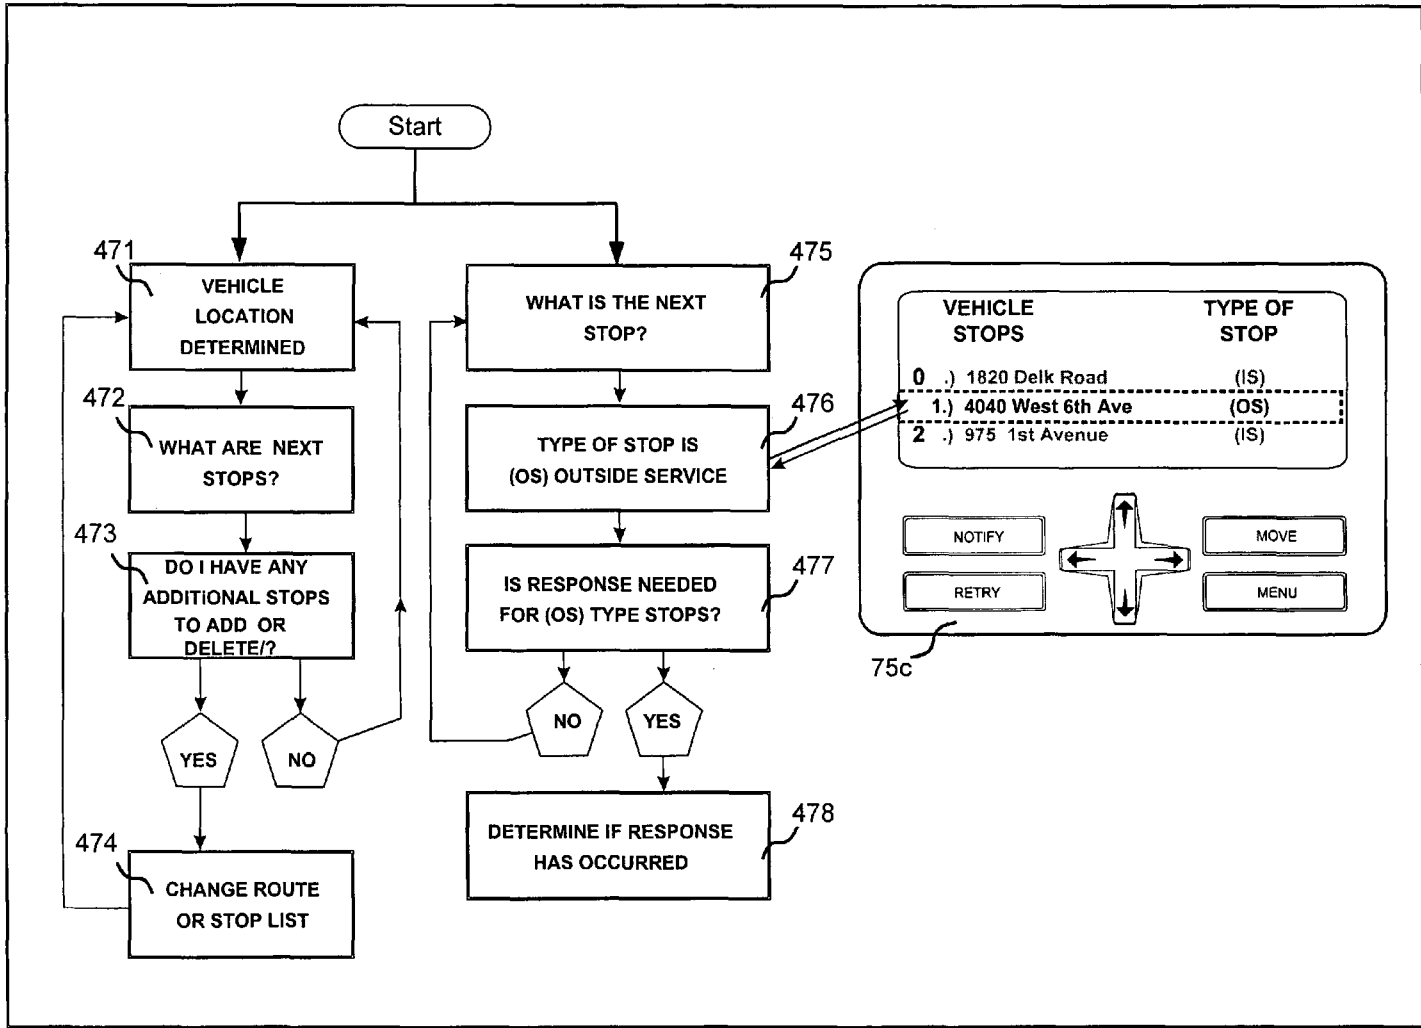 Start
471
VEHICLE
LOCATION
DETERMINED
472
WHAT ARE NEXT
STOPS?
473
DO I HAVE ANY
ADDITIONAL STOPS
TO ADD OR
DELETE/?
YES
NO
474
CHANGE ROUTE
OR STOP LIST
475
WHAT IS THE NEXT
STOP?
476
TYPE OF STOP IS
(OS) OUTSIDE SERVICE
477
IS RESPONSE NEEDED
FOR (OS) TYPE STOPS?
NO
YES
478
DETERMINE IF RESPONSE
HAS OCCURRED
VEHICLE STOPS
TYPE OF STOP
0 .) 1820 Delk Road (IS)
1.) 4040 West 6th Ave (OS)
2 .) 975 1st Avenue (IS)
NOTIFY
MOVE
RETRY
MENU
75c